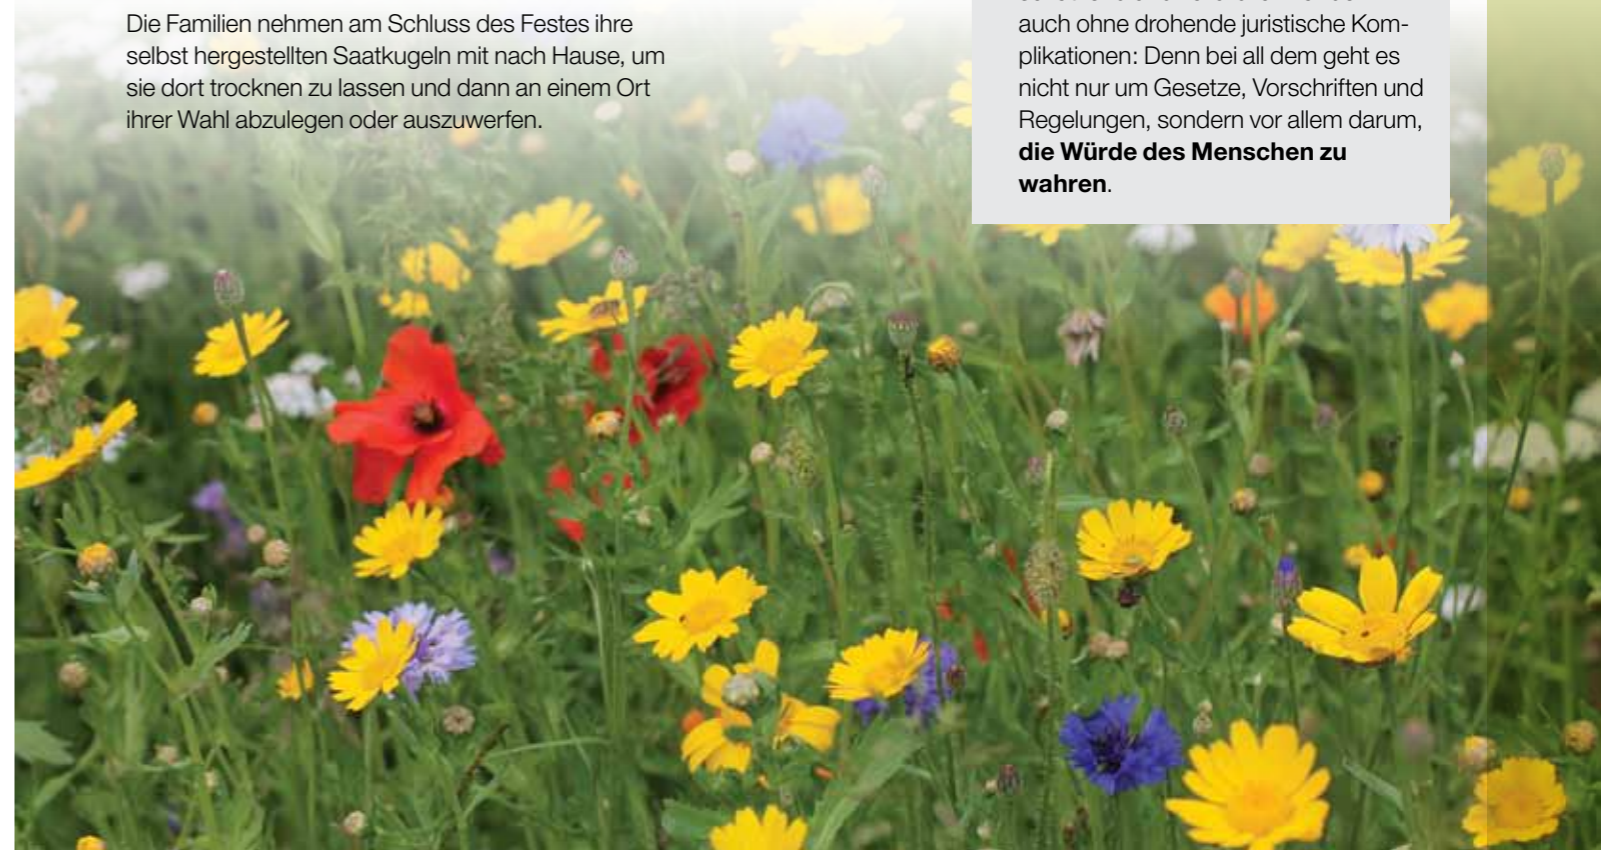 Die Familien nehmen am Schluss des Festes ihre
selbst hergestellten Saatkugeln mit nach Hause, um
sie dort trocknen zu lassen und dann an einem Ort
ihrer Wahl abzulegen oder auszuwerfen.
auch ohne drohende juristische Kom-
plikationen: Denn bei all dem geht es
nicht nur um Gesetze, Vorschriften und
Regelungen, sondern vor allem darum,
die Würde des Menschen zu
wahren.